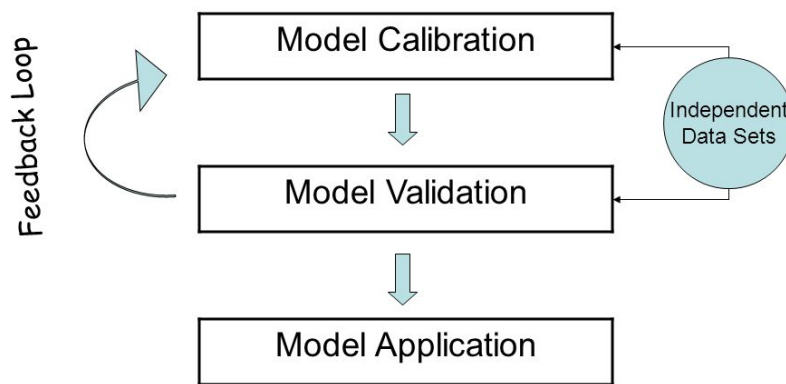 Model Calibration
Feedback Loop
Independent
Data Sets
Model Validation
Model Application